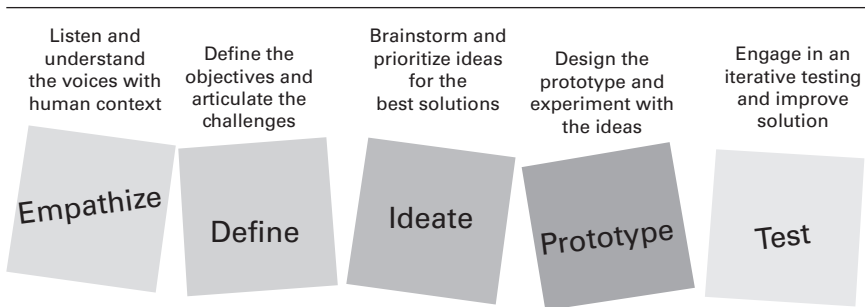 Listen and
understand
the voices with
human context
Define the
objectives and
articulate the
challenges
Brainstorm and
prioritize ideas
for the
best solutions
Design the
prototype and
experiment with
the ideas
Engage in an
iterative testing
and improve
solution
Empathize
Define
Ideate
Prototype
Test